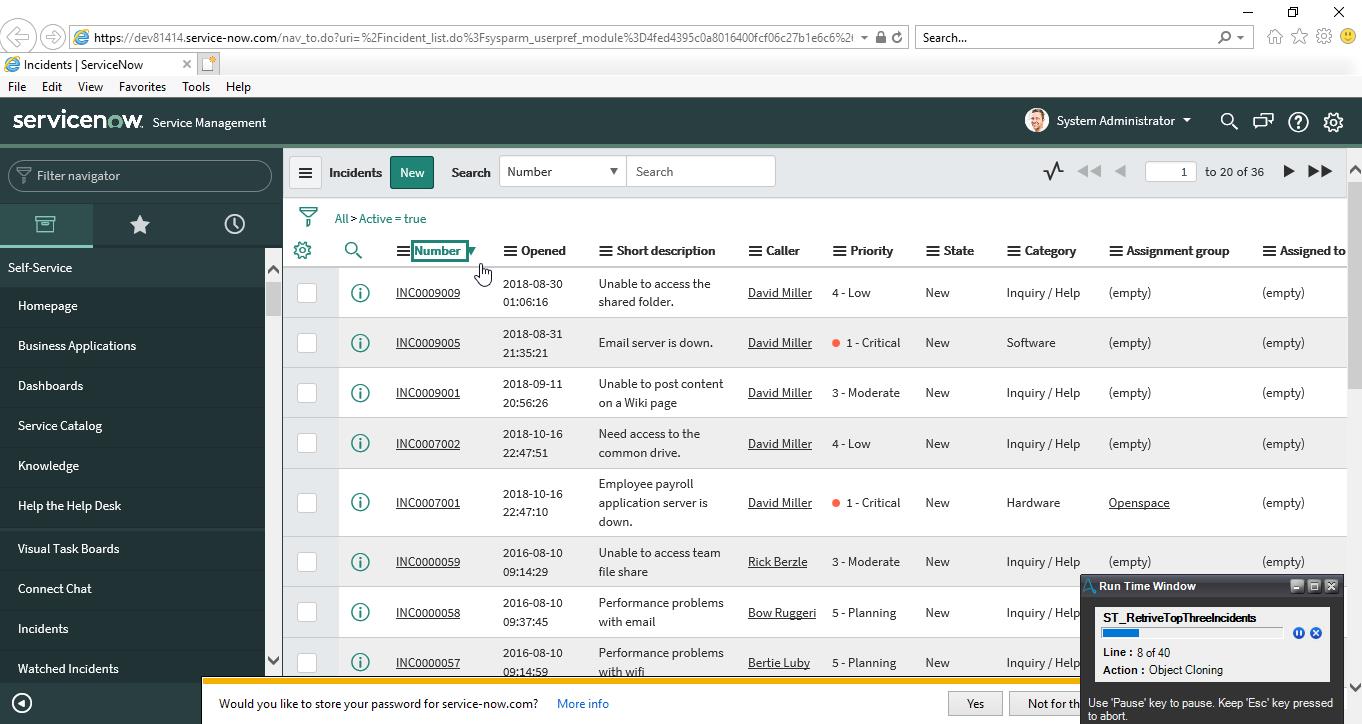 https://dev81414.service-now.com/nav_to.do?uri=%2Fincident_list.do%3Fsysparm_userpref_module%3D4fed4395c0a8016400fcf06c27b1e6c6%2
Search...
Incidents | ServiceNow
File Edit View Favorites Tools Help
servicenow. Service Management
System Administrator
Filter navigator
Incidents New Search Number Search
1 to 20 of 36
All > Active = true
Number Opened Short description Caller Priority State Category Assignment group Assigned to
Self-Service
Homepage
Business Applications
Dashboards
Service Catalog
Knowledge
Help the Help Desk
Visual Task Boards
Connect Chat
Incidents
Watched Incidents
INC0009009 2018-08-30 01:06:16 Unable to access the shared folder. David Miller 4 - Low New Inquiry / Help (empty) (empty)
INC0009005 2018-08-31 21:35:21 Email server is down. David Miller 1 - Critical New Software (empty) (empty)
INC0009001 2018-09-11 20:56:26 Unable to post content on a Wiki page David Miller 3 - Moderate New Inquiry / Help (empty) (empty)
INC0007002 2018-10-16 22:47:51 Need access to the common drive. David Miller 4 - Low New Inquiry / Help (empty) (empty)
INC0007001 2018-10-16 22:47:10 Employee payroll application server is down. David Miller 1 - Critical New Hardware Openspace (empty)
INC0000059 2016-08-10 09:14:29 Unable to access team file share Rick Berzle 3 - Moderate New Inquiry / Help (empty) (empty)
INC0000058 2016-08-10 09:37:45 Performance problems with email Bow Ruggeri 5 - Planning New Inquiry / Help
INC0000057 2016-08-10 09:14:59 Performance problems with wifi Bertie Luby 5 - Planning New Inquiry / Help
Run Time Window
ST_RetriveTopThreeIncidents
Line : 8 of 40
Action : Object Cloning
Use 'Pause' key to pause. Keep 'Esc' key pressed
to abort.
Would you like to store your password for service-now.com? More info Yes Not for th